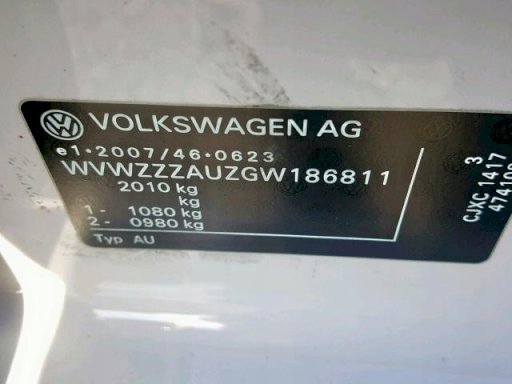 VOLKSWAGEN AG
e1*2007/46*0623
WVWZZZAUZGW186811
2010 kg
kg
1- 1080 kg
2- 0980 kg
Typ AU
3
CJXC 1417